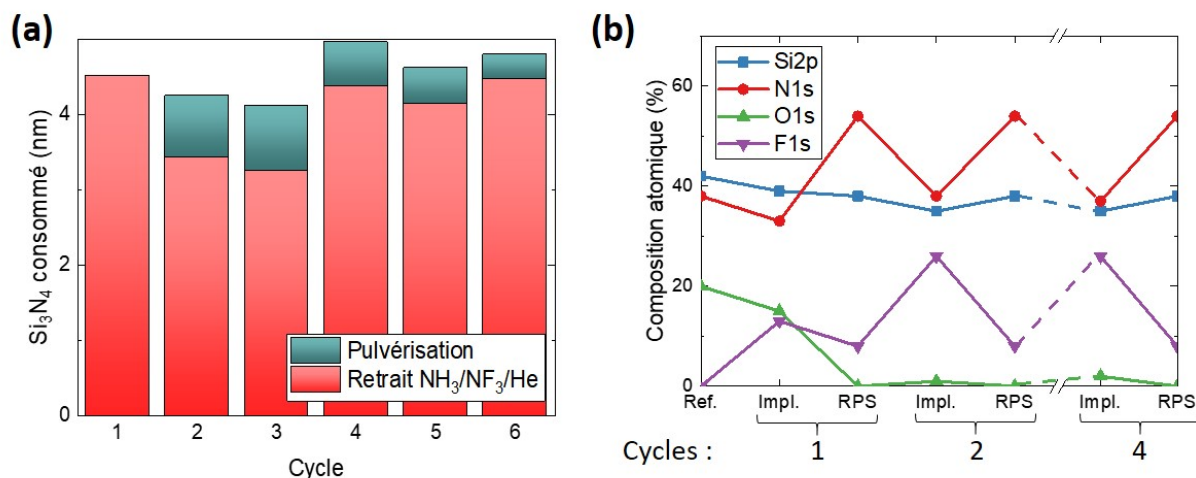 (a)
Si₃N₄ consommé (nm)
4
2
0
Pulvérisation
Retrait NH₃/NF₃/He
1 2 3 4 5 6
Cycle
(b)
Composition atomique (%)
60
40
20
0
Si2p
N1s
O1s
F1s
Ref. Impl. RPS Impl. RPS Impl. RPS
Cycles : 1 2 4